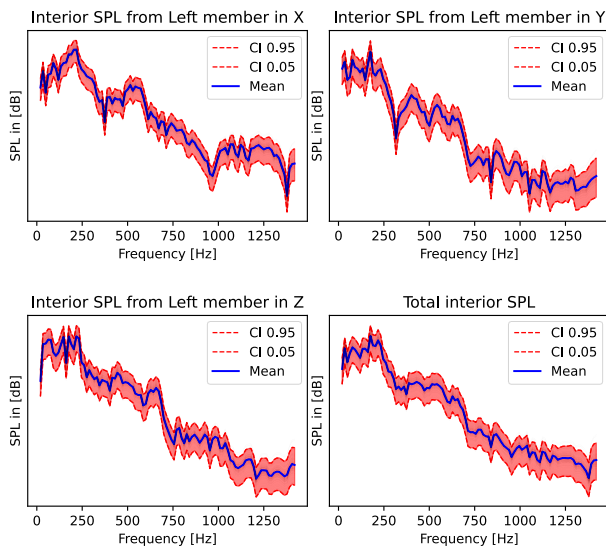 Interior SPL from Left member in X
CI 0.95
CI 0.05
Mean
SPL in [dB]
0 250 500 750 1000 1250
Frequency [Hz]
Interior SPL from Left member in Y
CI 0.95
CI 0.05
Mean
SPL in [dB]
0 250 500 750 1000 1250
Frequency [Hz]
Interior SPL from Left member in Z
CI 0.95
CI 0.05
Mean
SPL in [dB]
0 250 500 750 1000 1250
Frequency [Hz]
Total interior SPL
CI 0.95
CI 0.05
Mean
SPL in [dB]
0 250 500 750 1000 1250
Frequency [Hz]